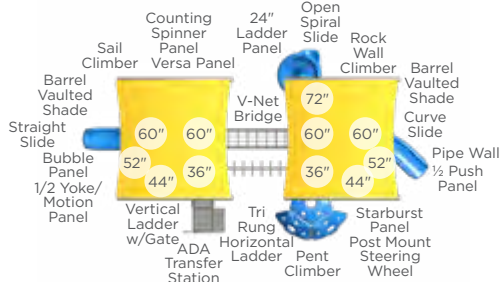 Counting
Spinner
Panel
Versa Panel
24"
Ladder
Panel
Open
Spiral
Slide
Sail
Climber
Rock
Wall
Climber
Barrel
Vaulted
Shade
Barrel
Vaulted
Shade
V-Net
Bridge
72"
Curve
Slide
Straight
Slide
60"
60"
60"
60"
Pipe Wall
½ Push
Panel
Bubble
Panel
1/2 Yoke/
Motion
Panel
52"
44"
36"
36"
52"
44"
Vertical
Ladder
w/Gate
ADA
Transfer
Station
Tri
Rung
Horizontal
Ladder
Pent
Climber
Starburst
Panel
Post Mount
Steering
Wheel